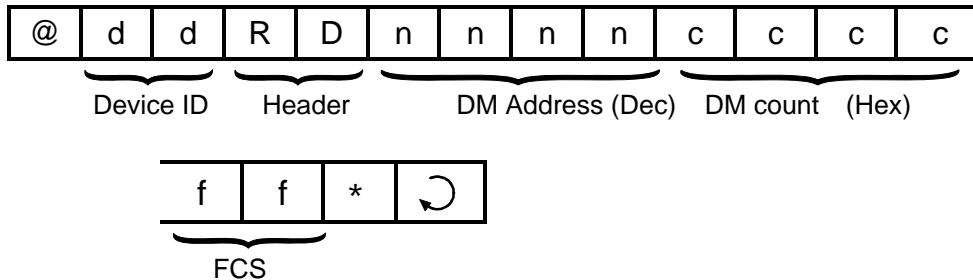 @ d d R D n n n n c c c c
Device ID Header DM Address (Dec) DM count (Hex)
f f *
FCS